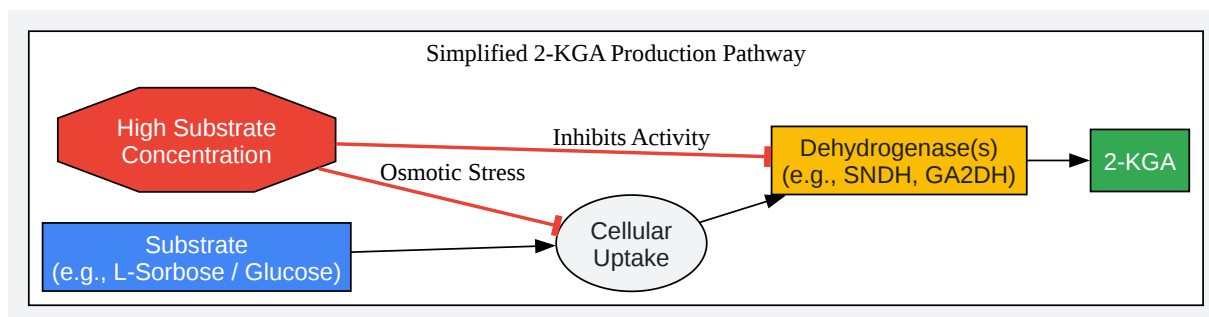 Simplified 2-KGA Production Pathway
High Substrate
Concentration
Inhibits Activity
Osmotic Stress
Dehydrogenase(s)
(e.g., SNDH, GA2DH)
2-KGA
Substrate
(e.g., L-Sorbose / Glucose)
Cellular
Uptake